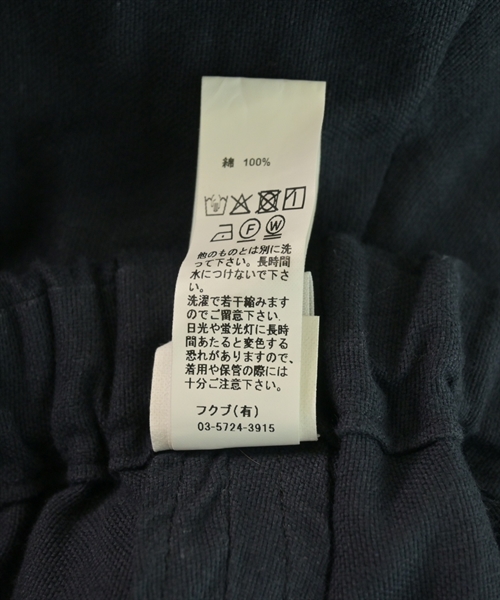 綿 100%
F W
他のものとは別に洗
って下さい。長時間
水につけないで下さ
い。
洗濯で若干縮みます
のでご留意下さい。
日光や蛍光灯に長時
間あたると変色する
恐れがありますので、
着用や保管の際には
十分ご注意下さい。
フクブ(有)
03-5724-3915